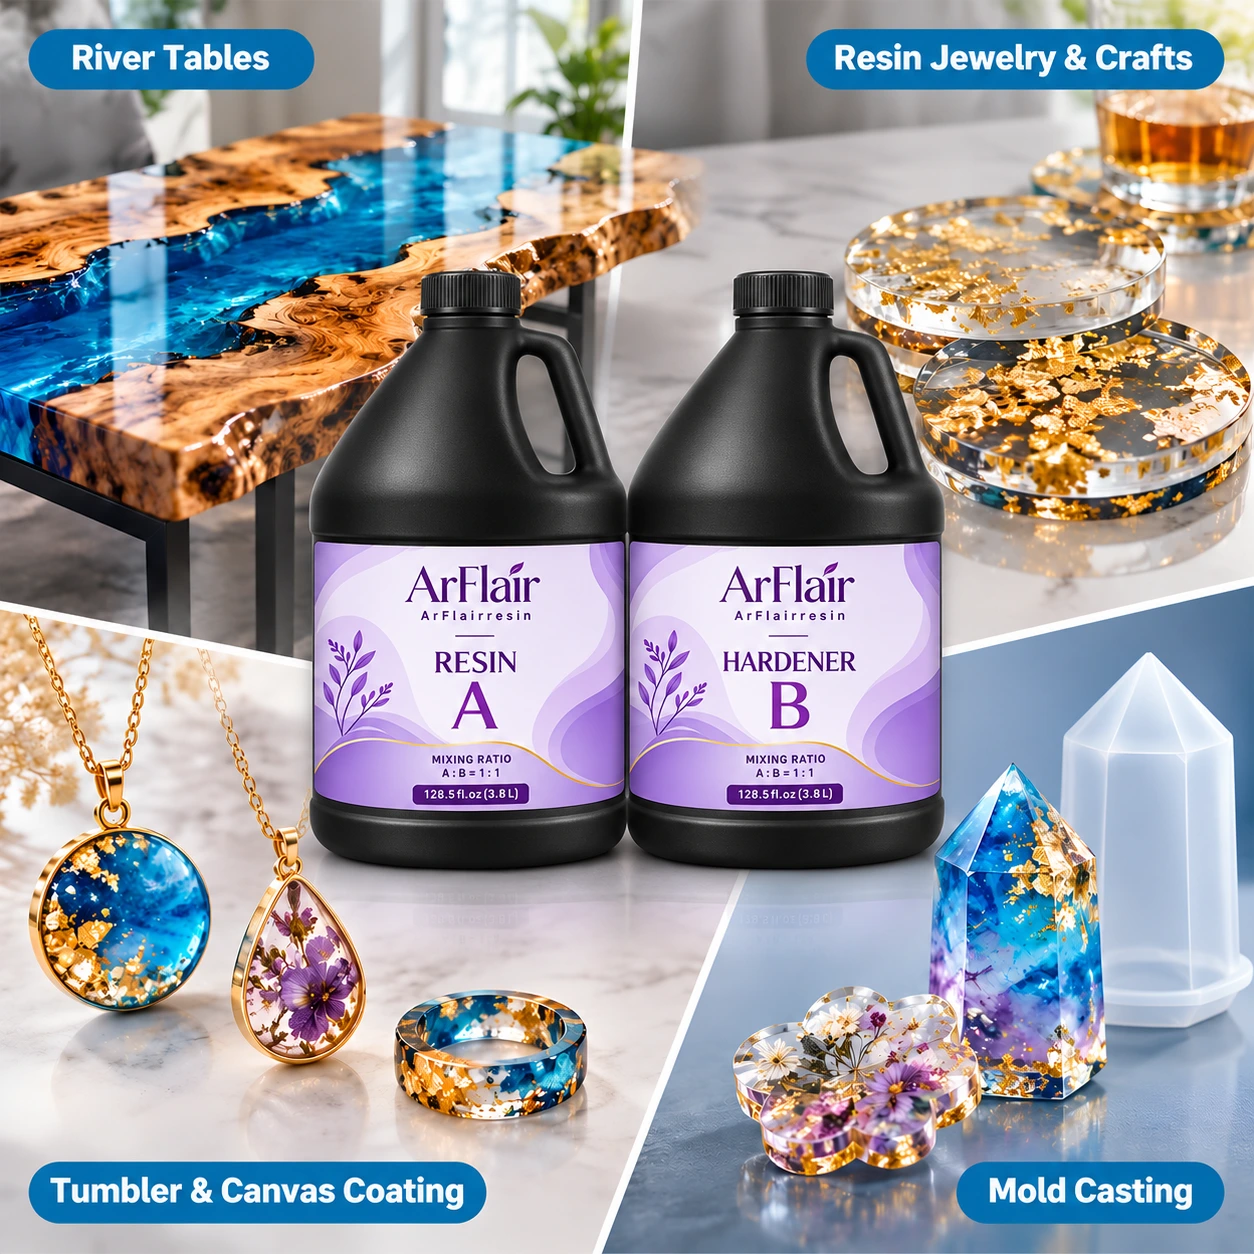 River Tables
Resin Jewelry & Crafts
ArFlair
ArFlairresin
RESIN
A
MIXING RATIO
A:B=1:1
128.5fl.oz(3.8L)
ArFlair
ArFlairresin
HARDENER
B
MIXING RATIO
A:B=1:1
128.5fl.oz(3.8L)
Tumbler & Canvas Coating
Mold Casting